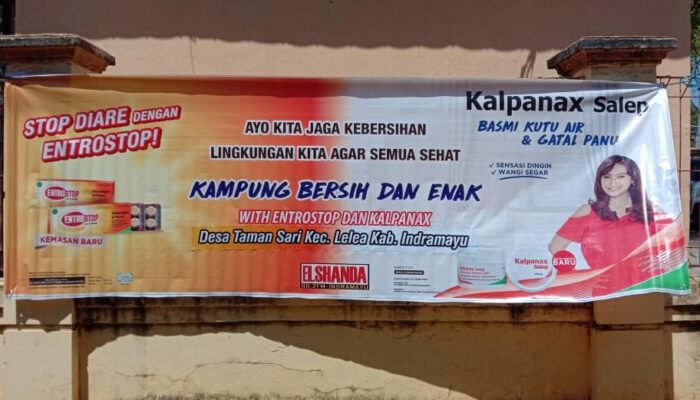 STOP DIARE DENGAN
ENTROSTOP!
ENTROSTOP
ENTROSTOP
KEMASAN BARU
AYO KITA JAGA KEBERSIHAN
LINGKUNGAN KITA AGAR SEMUA SEHAT
KAMPUNG BERSIH DAN ENAK
WITH ENTROSTOP DAN KALPANAX
Desa Taman Sari Kec. Lelea Kab. Indramayu
ELSHANDA
INDRAMAYU
Kalpanax Salep
BASMI KUTU AIR
& GATAL PANU
✓ SENSASI DINGIN
✓ WANGI SEGAR
Kalpanax
Salep
BARU